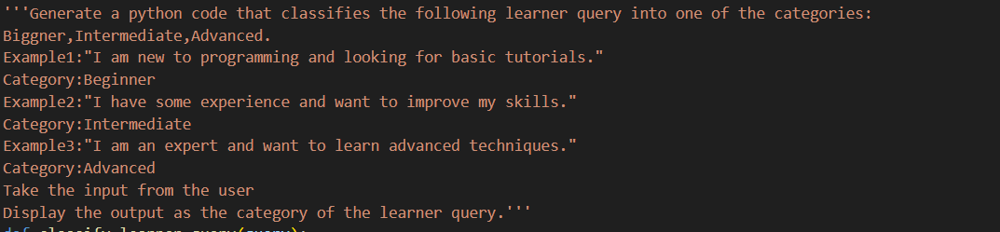 '''Generate a python code that classifies the following learner query into one of the categories:
Biggner,Intermediate,Advanced.
Example1:"I am new to programming and looking for basic tutorials."
Category:Beginner
Example2:"I have some experience and want to improve my skills."
Category:Intermediate
Example3:"I am an expert and want to learn advanced techniques."
Category:Advanced
Take the input from the user
Display the output as the category of the learner query.'''
def classify_learner_query(query):